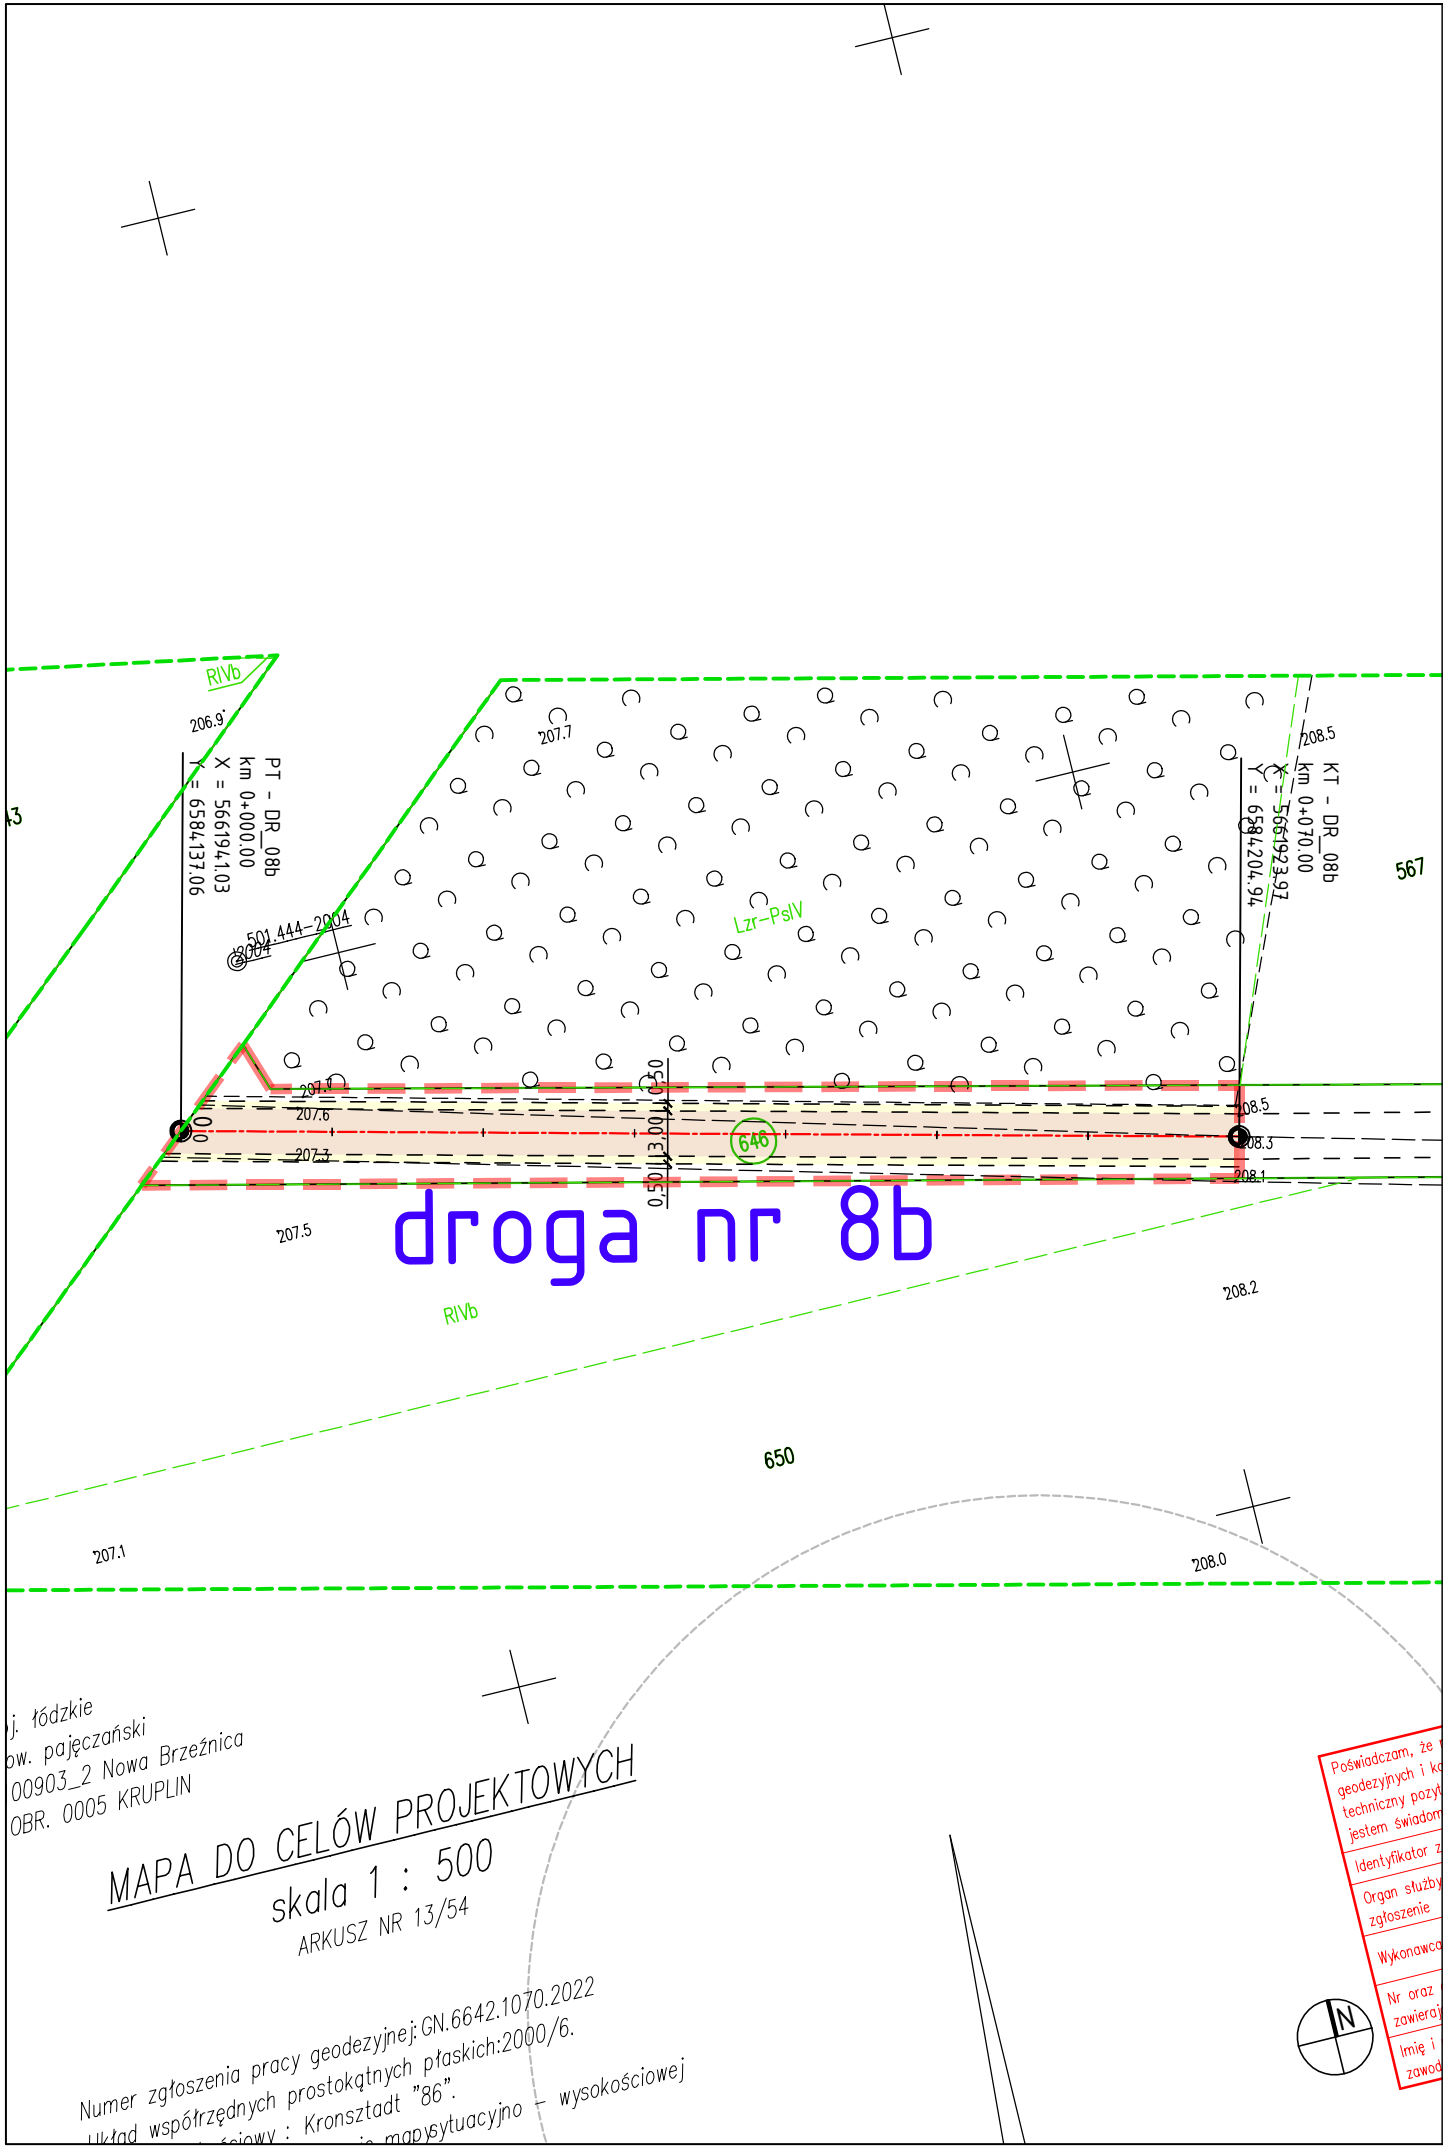 RIVb
206.9
207.7
208.5
PT - DR_08b
km 0+000.00
X = 5661941.03
Y = 6584137.06
KT - DR_08b
km 0+070.00
X = 5661923.97
Y = 6584204.94
43
567
Lzr-PsIV
501.444-2004
2004
207.7
207.6
207.3
0,50
3,00
0,50
646
208.5
208.3
208.1
droga nr 8b
207.5
RIVb
208.2
650
207.1
208.0
j. łódzkie
ow. pajęczański
00903_2 Nowa Brzeźnica
OBR. 0005 KRUPLIN
MAPA DO CELÓW PROJEKTOWYCH
skala 1 : 500
ARKUSZ NR 13/54
Numer zgłoszenia pracy geodezyjnej: GN.6642.1070.2022
Układ współrzędnych prostokątnych płaskich:2000/6.
: Kronsztadt "86".
mapysytuacyjno - wysokościowej
Poświadczam, że
geodezyjnych i
techniczny
jestem
Identyfikator
Organ służby
zgłoszenie
Wykonawca
Nr oraz
Imię i
N